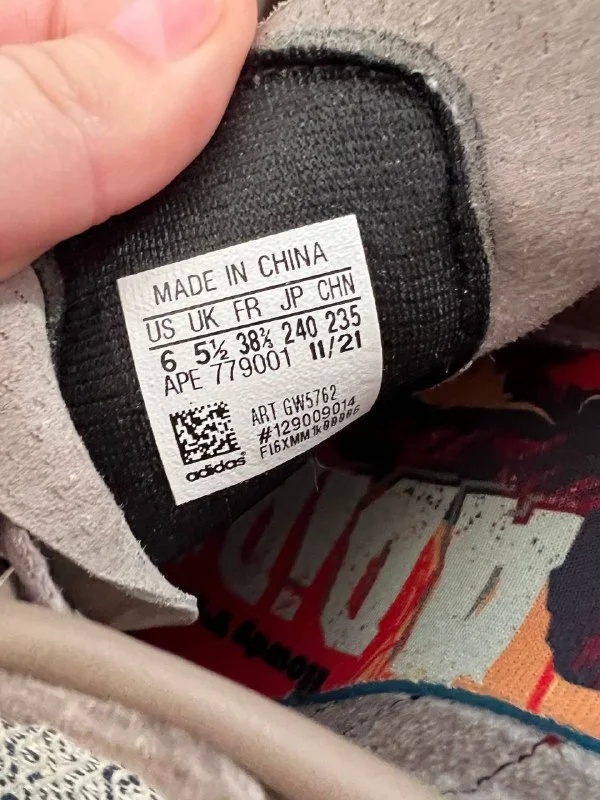 MADE IN CHINA
US UK FR JP CHN
6 5½ 38⅔ 240 235
APE 779001 11/21
ART GW5762
#129009014
adidas